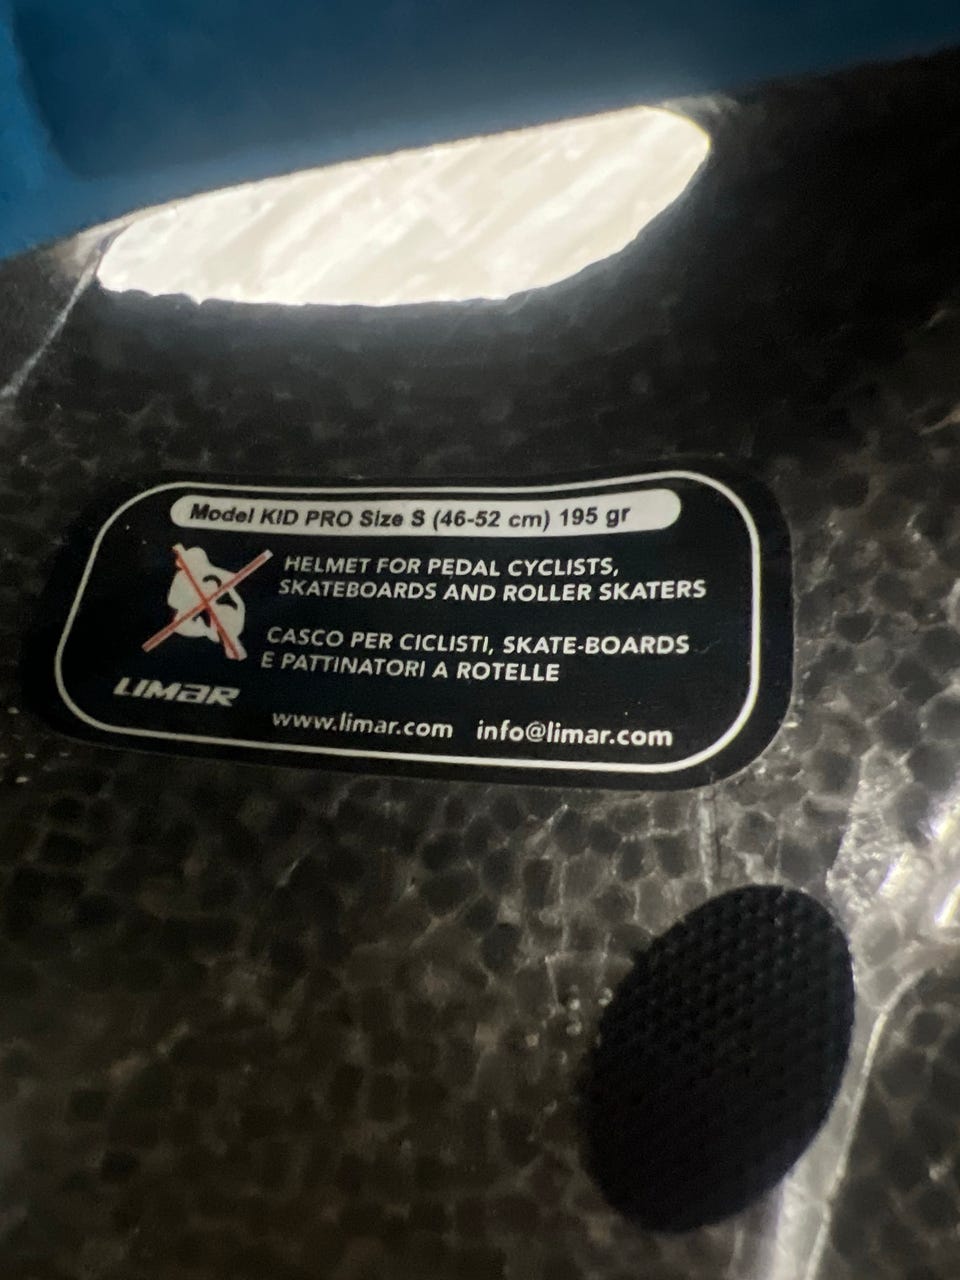 Model KID PRO Size S (46-52 cm) 195 gr
HELMET FOR PEDAL CYCLISTS,
SKATEBOARDS AND ROLLER SKATERS
CASCO PER CICLISTI, SKATE-BOARDS
E PATTINATORI A ROTELLE
LIMAR
www.limar.com info@limar.com